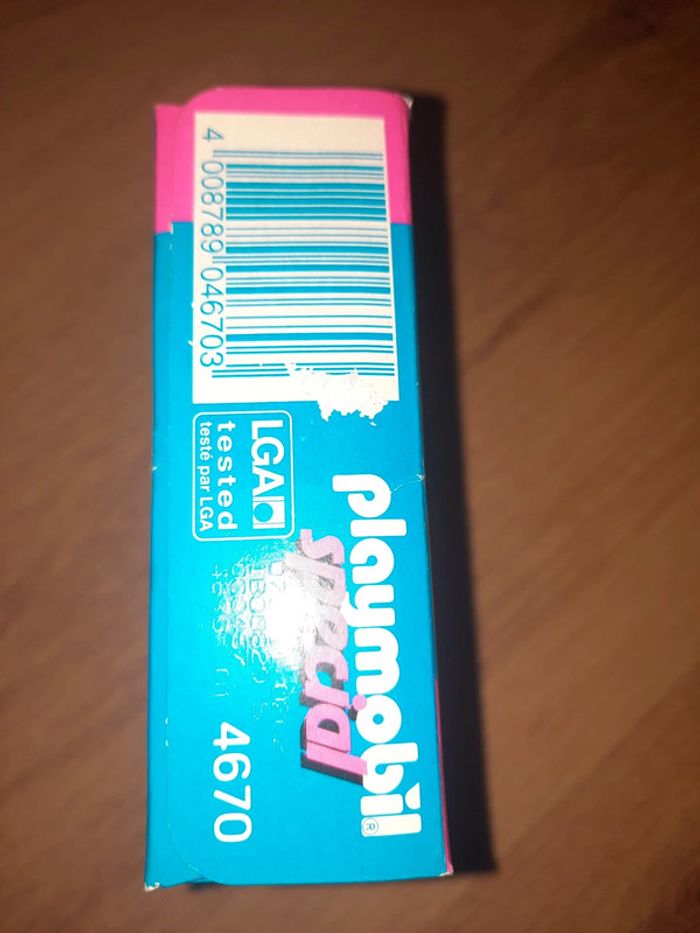 4 008789 046703
LGA
tested
testé par LGA
playmobil®
special
4670